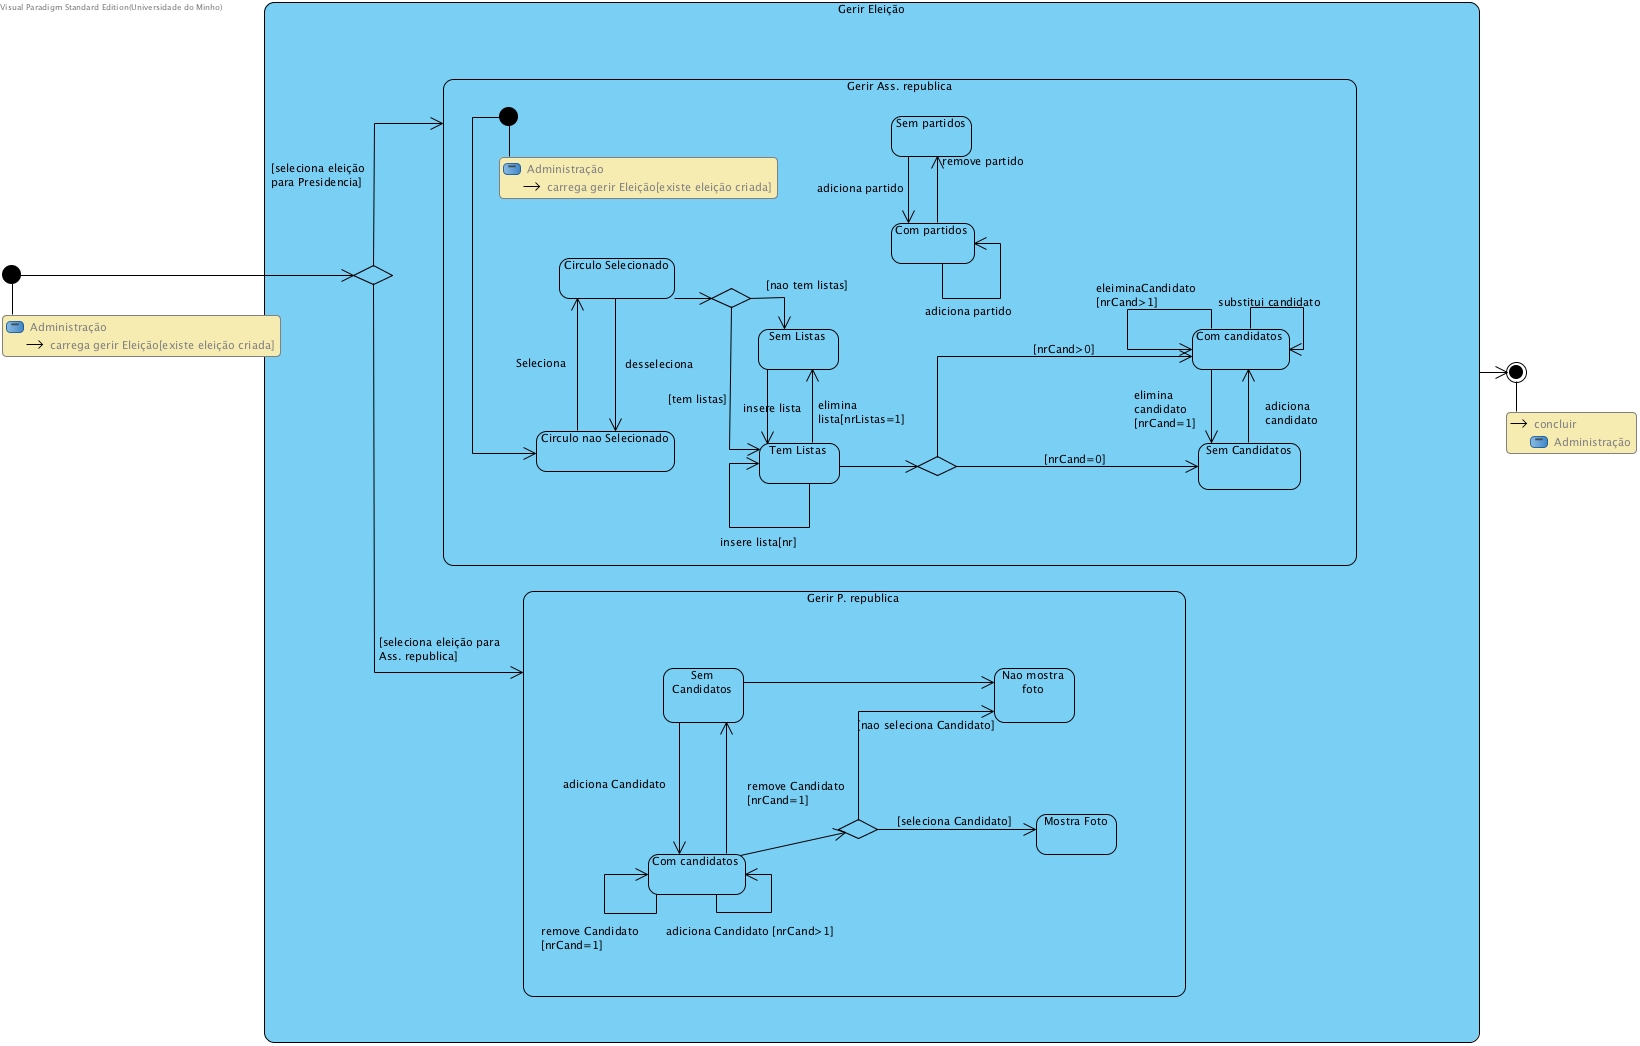 Visual Paradigm Standard Edition(Universidade do Minho)
Gerir Eleição
Gerir Ass. republica
Administração
carrega gerir Eleição[existe eleição criada]
Sem partidos
remove partido
adiciona partido
Com partidos
adiciona partido
[seleciona eleição
para Presidencia]
Administração
carrega gerir Eleição[existe eleição criada]
Circulo Selecionado
[nao tem listas]
Sem Listas
Seleciona
desseleciona
[tem listas]
insere lista
elimina
lista[nrListas=1]
Circulo nao Selecionado
Tem Listas
insere lista[nr]
eleiminaCandidato
[nrCand>1]
substitui candidato
Com candidatos
[nrCand>0]
elimina
candidato
[nrCand=1]
adiciona
candidato
[nrCand=0]
Sem Candidatos
concluir
Administração
[seleciona eleição para
Ass. republica]
Gerir P. republica
Sem
Candidatos
Nao mostra
foto
[nao seleciona Candidato]
adiciona Candidato
remove Candidato
[nrCand=1]
[seleciona Candidato]
Mostra Foto
Com candidatos
remove Candidato
[nrCand=1]
adiciona Candidato [nrCand>1]